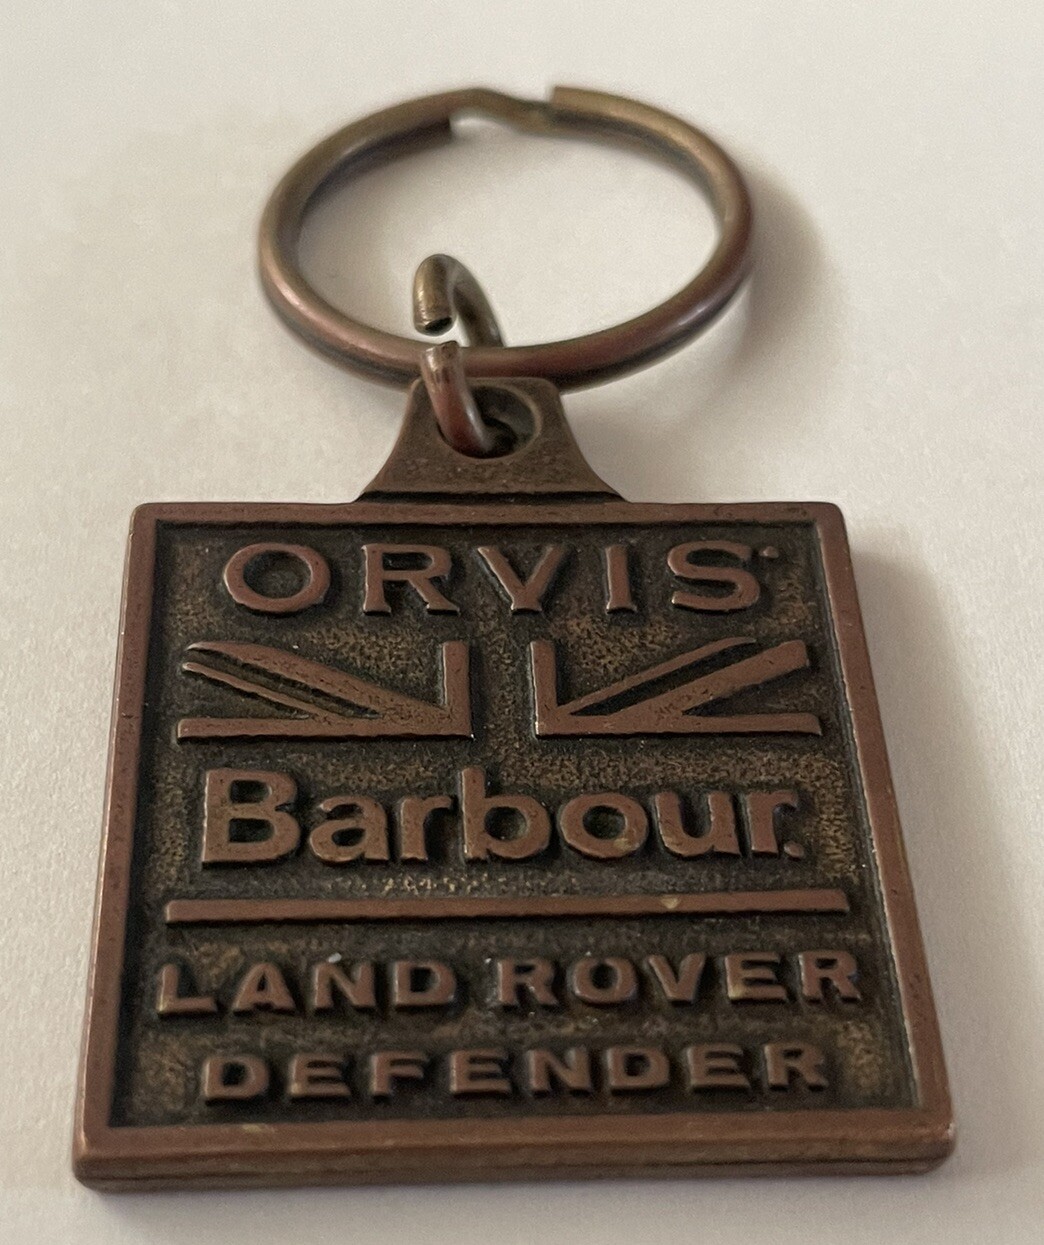 ORVIS
Barbour.
LAND ROVER
DEFENDER